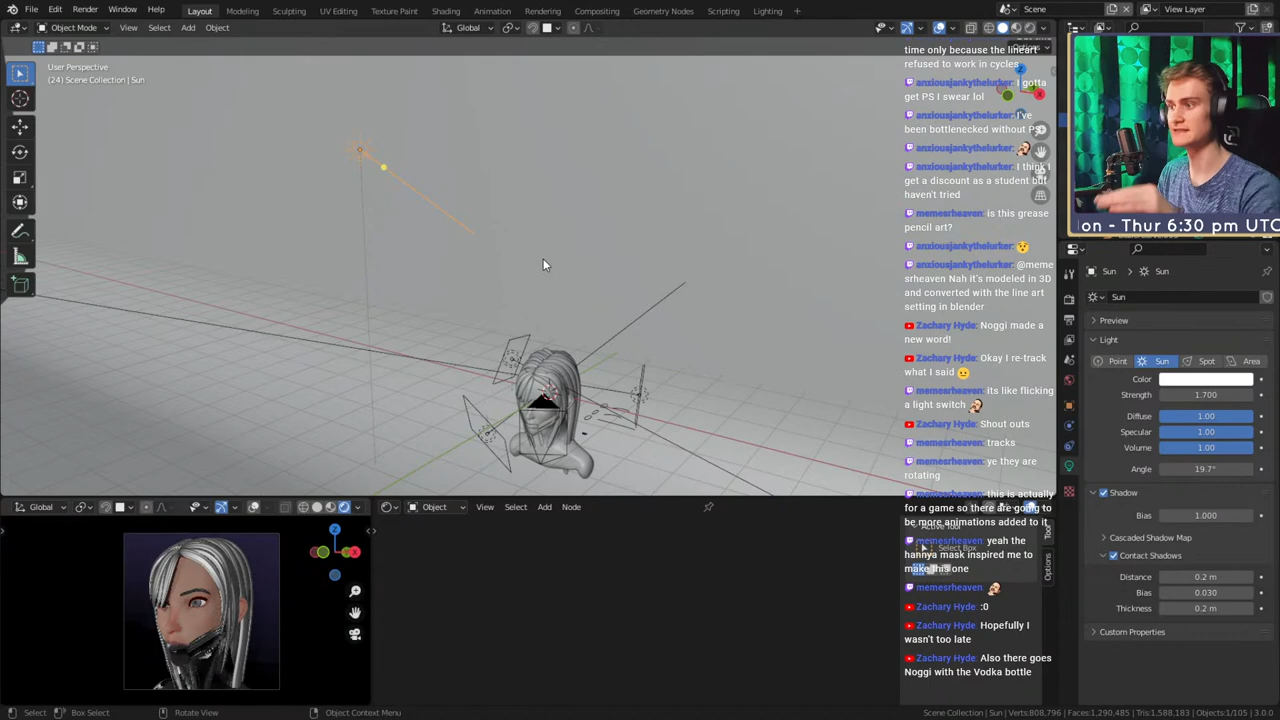 File Edit Render Window Help Layout Modeling Sculpting UV Editing Texture Paint Shading Animation Rendering Compositing Geometry Nodes Scripting Lighting + Scene View Layer
Object Mode View Select Add Object Global
Options
User Perspective
(24) Scene Collection | Sun
time only because the lineart
refused to work in cycles
anxiousjankythelurker: I gotta
get PS I swear lol
anxiousjankythelurker: I've
been bottlenecked without PS
anxiousjankythelurker:
anxiousjankythelurker: I think I
get a discount as a student but
haven't tried
memesrheaven: is this grease
pencil art?
anxiousjankythelurker:
anxiousjankythelurker: @meme
srheaven Nah it's modeled in 3D
and converted with the line art
setting in blender
Zachary Hyde: Noggi made a
new word!
Zachary Hyde: Okay I re-track
what I said
memesrheaven: its like flicking
a light switch
Zachary Hyde: Shout outs
memesrheaven: tracks
memesrheaven: ye they are
rotating
memesrheaven: this is actually
for a game so there are going to
be more animations added to it
memesrheaven: yeah the
hannya mask inspired me to
make this one
memesrheaven:
Zachary Hyde: :0
Zachary Hyde: Hopefully I
wasn't too late
Zachary Hyde: Also there goes
Noggi with the Vodka bottle
on - Thur 6:30 pm UTC
Sun > Sun
Sun
Preview
Light
Point Sun Spot Area
Color
Strength 1.700
Diffuse 1.00
Specular 1.00
Volume 1.00
Angle 19.7°
Shadow
Bias 1.000
Cascaded Shadow Map
Contact Shadows
Distance 0.2 m
Bias 0.030
Thickness 0.2 m
Custom Properties
Global
Object View Select Add Node
Active Tool
Select Box
Tool
Options
Select Box Select Rotate View Object Context Menu
Scene Collection | Sun | Verts:808,796 | Faces:1,290,485 | Tris:1,588,183 | Objects:1/105 | 3.0.0